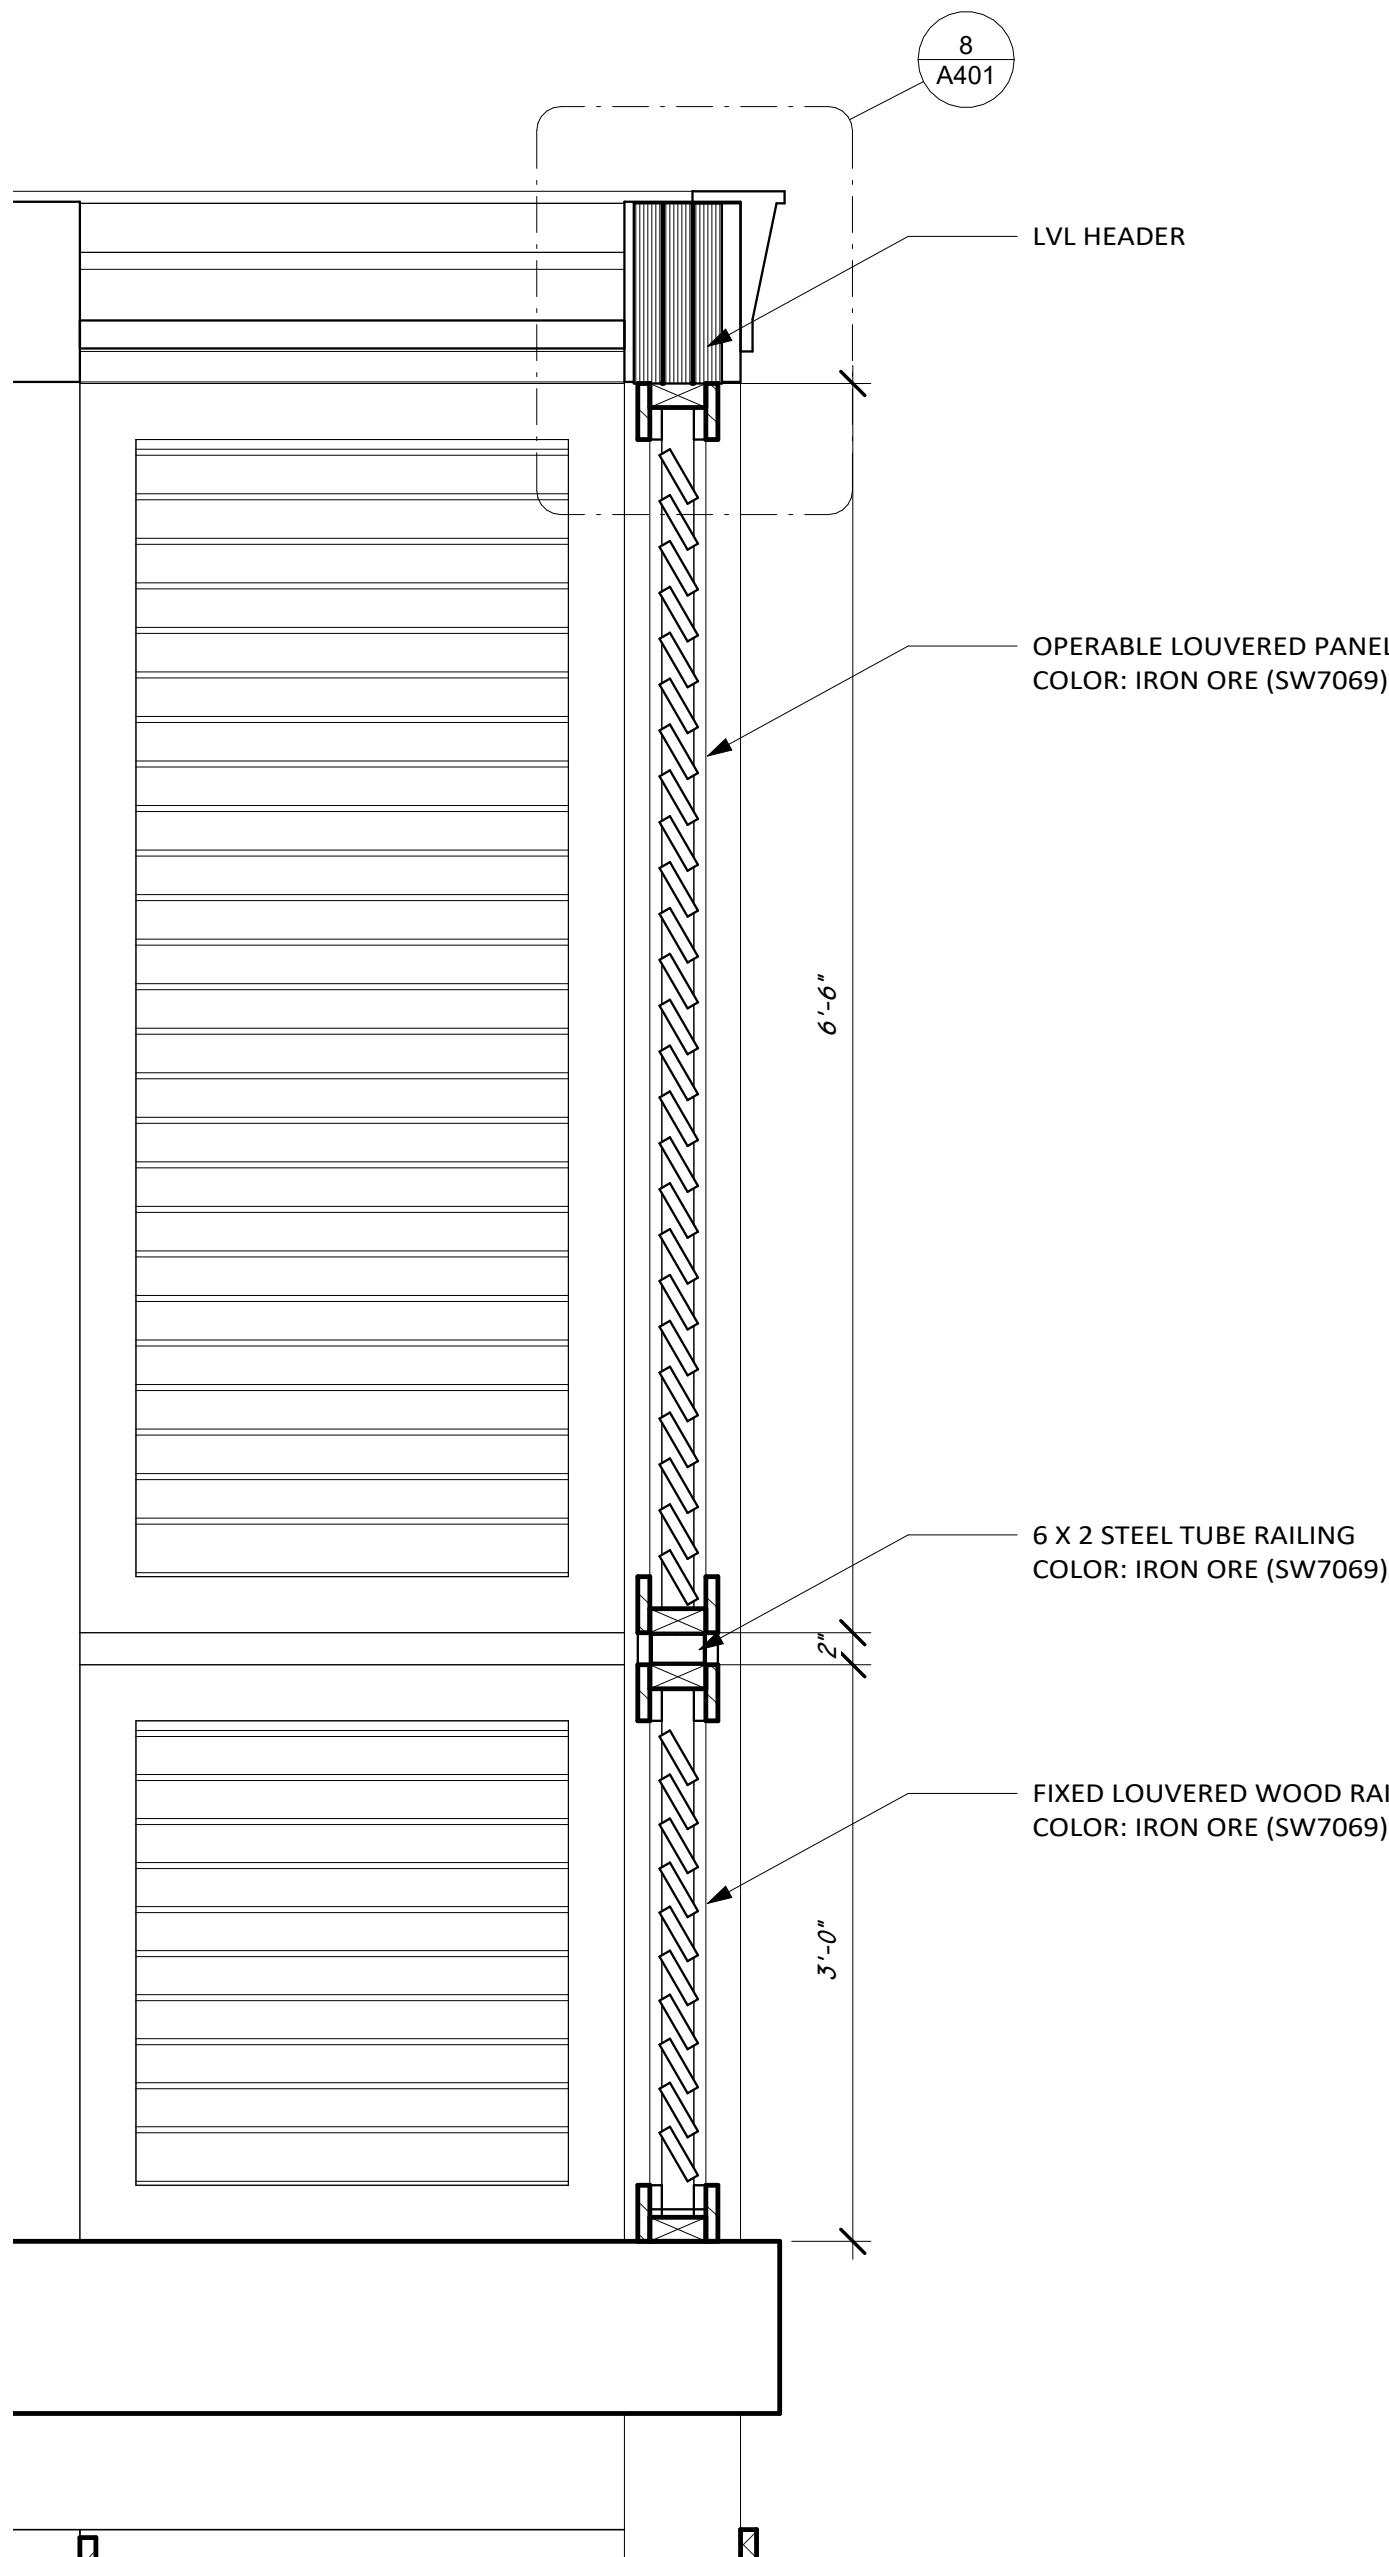 8
A401
LVL HEADER
OPERABLE LOUVERED PANEL
COLOR: IRON ORE (SW7069)
6'-6"
6 X 2 STEEL TUBE RAILING
COLOR: IRON ORE (SW7069)
2"
FIXED LOUVERED WOOD RAI
COLOR: IRON ORE (SW7069)
3'-0"